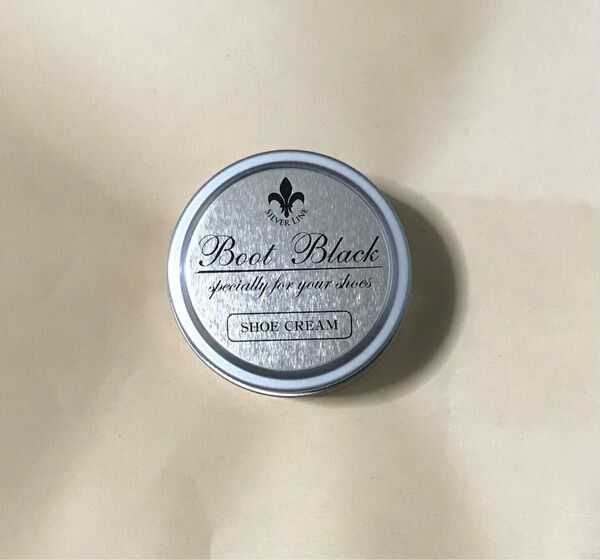 SILVER LINE
Boot Black
specially for your shoes
SHOE CREAM